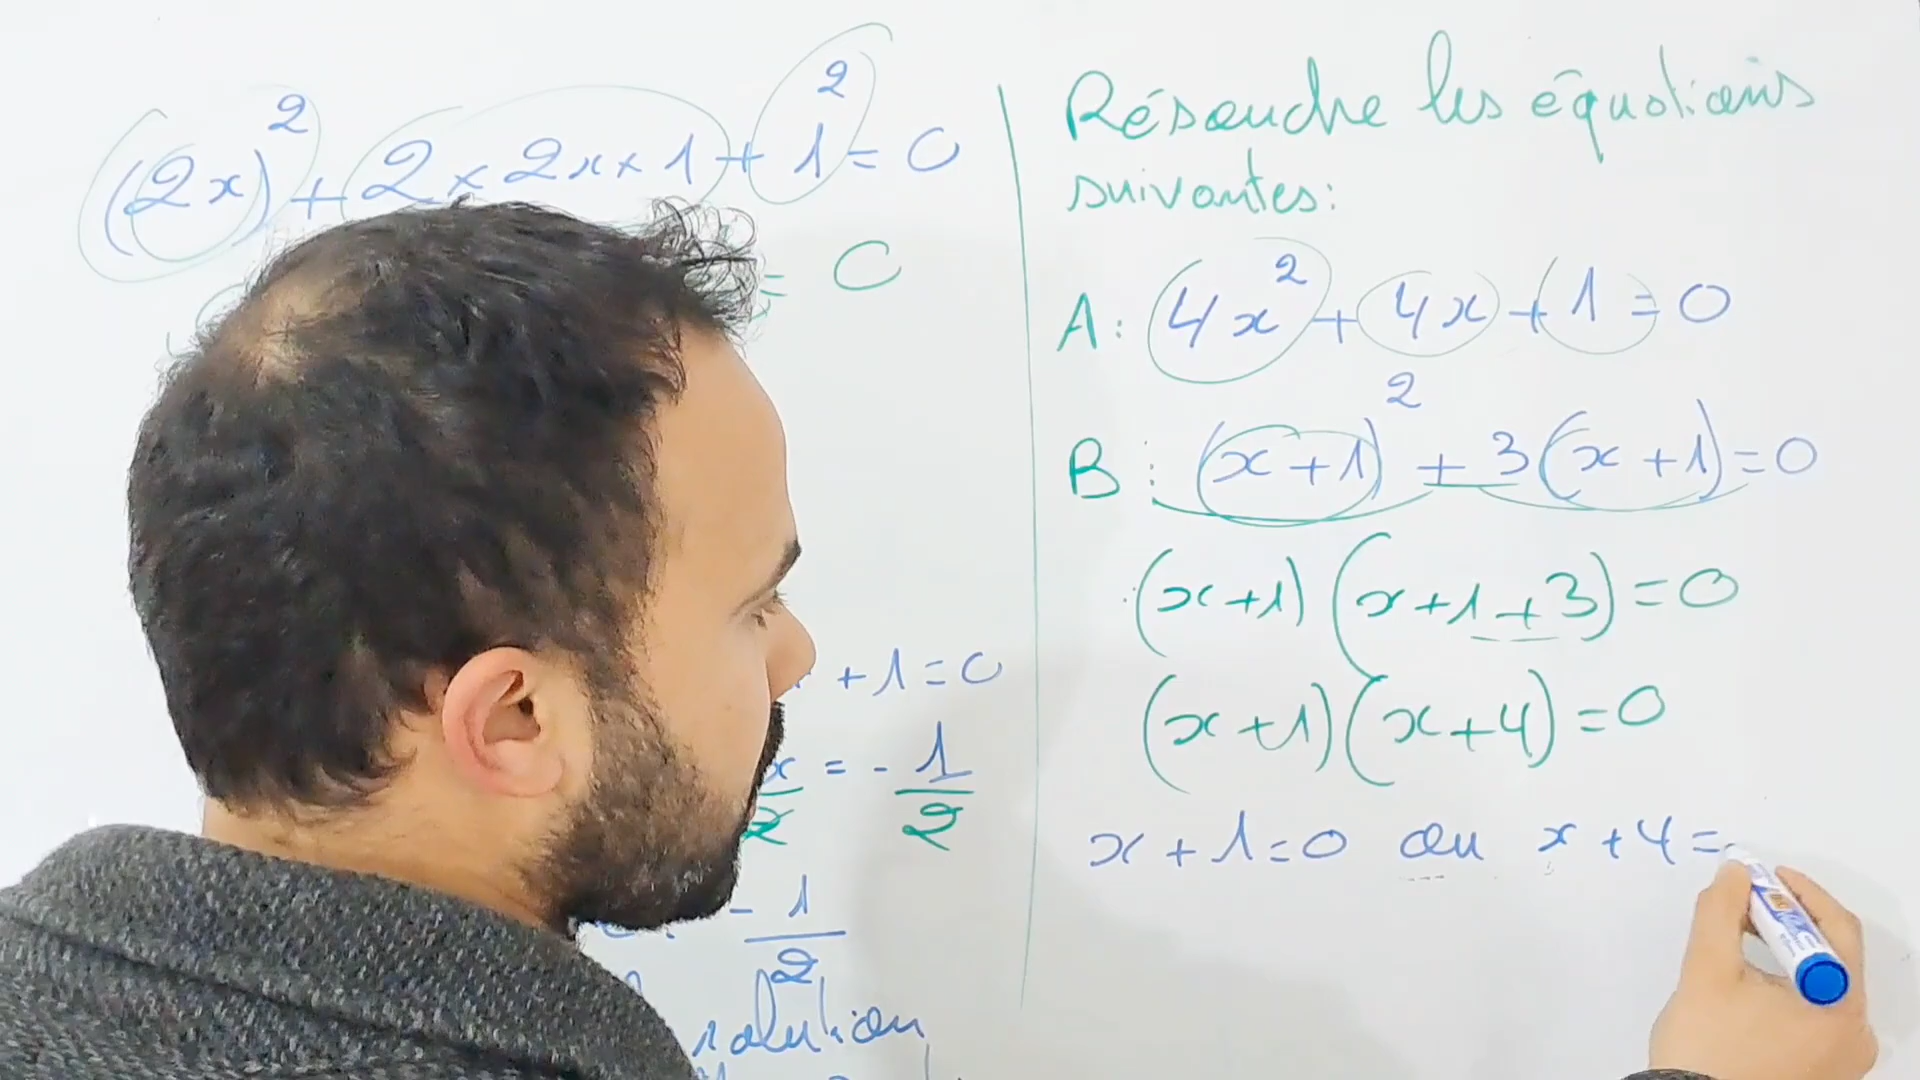 (2x)² + 2 × 2x × 1 + 1² = 0
= 0
+ 1 = 0
x/2 = - 1/2
- 1/2
solution
Résoudre les équations
suivantes:
A: 4x² + 4x + 1 = 0
B: (x+1)² + 3(x+1) = 0
(x+1)(x+1+3) = 0
(x+1)(x+4) = 0
x + 1 = 0 ou x + 4 =